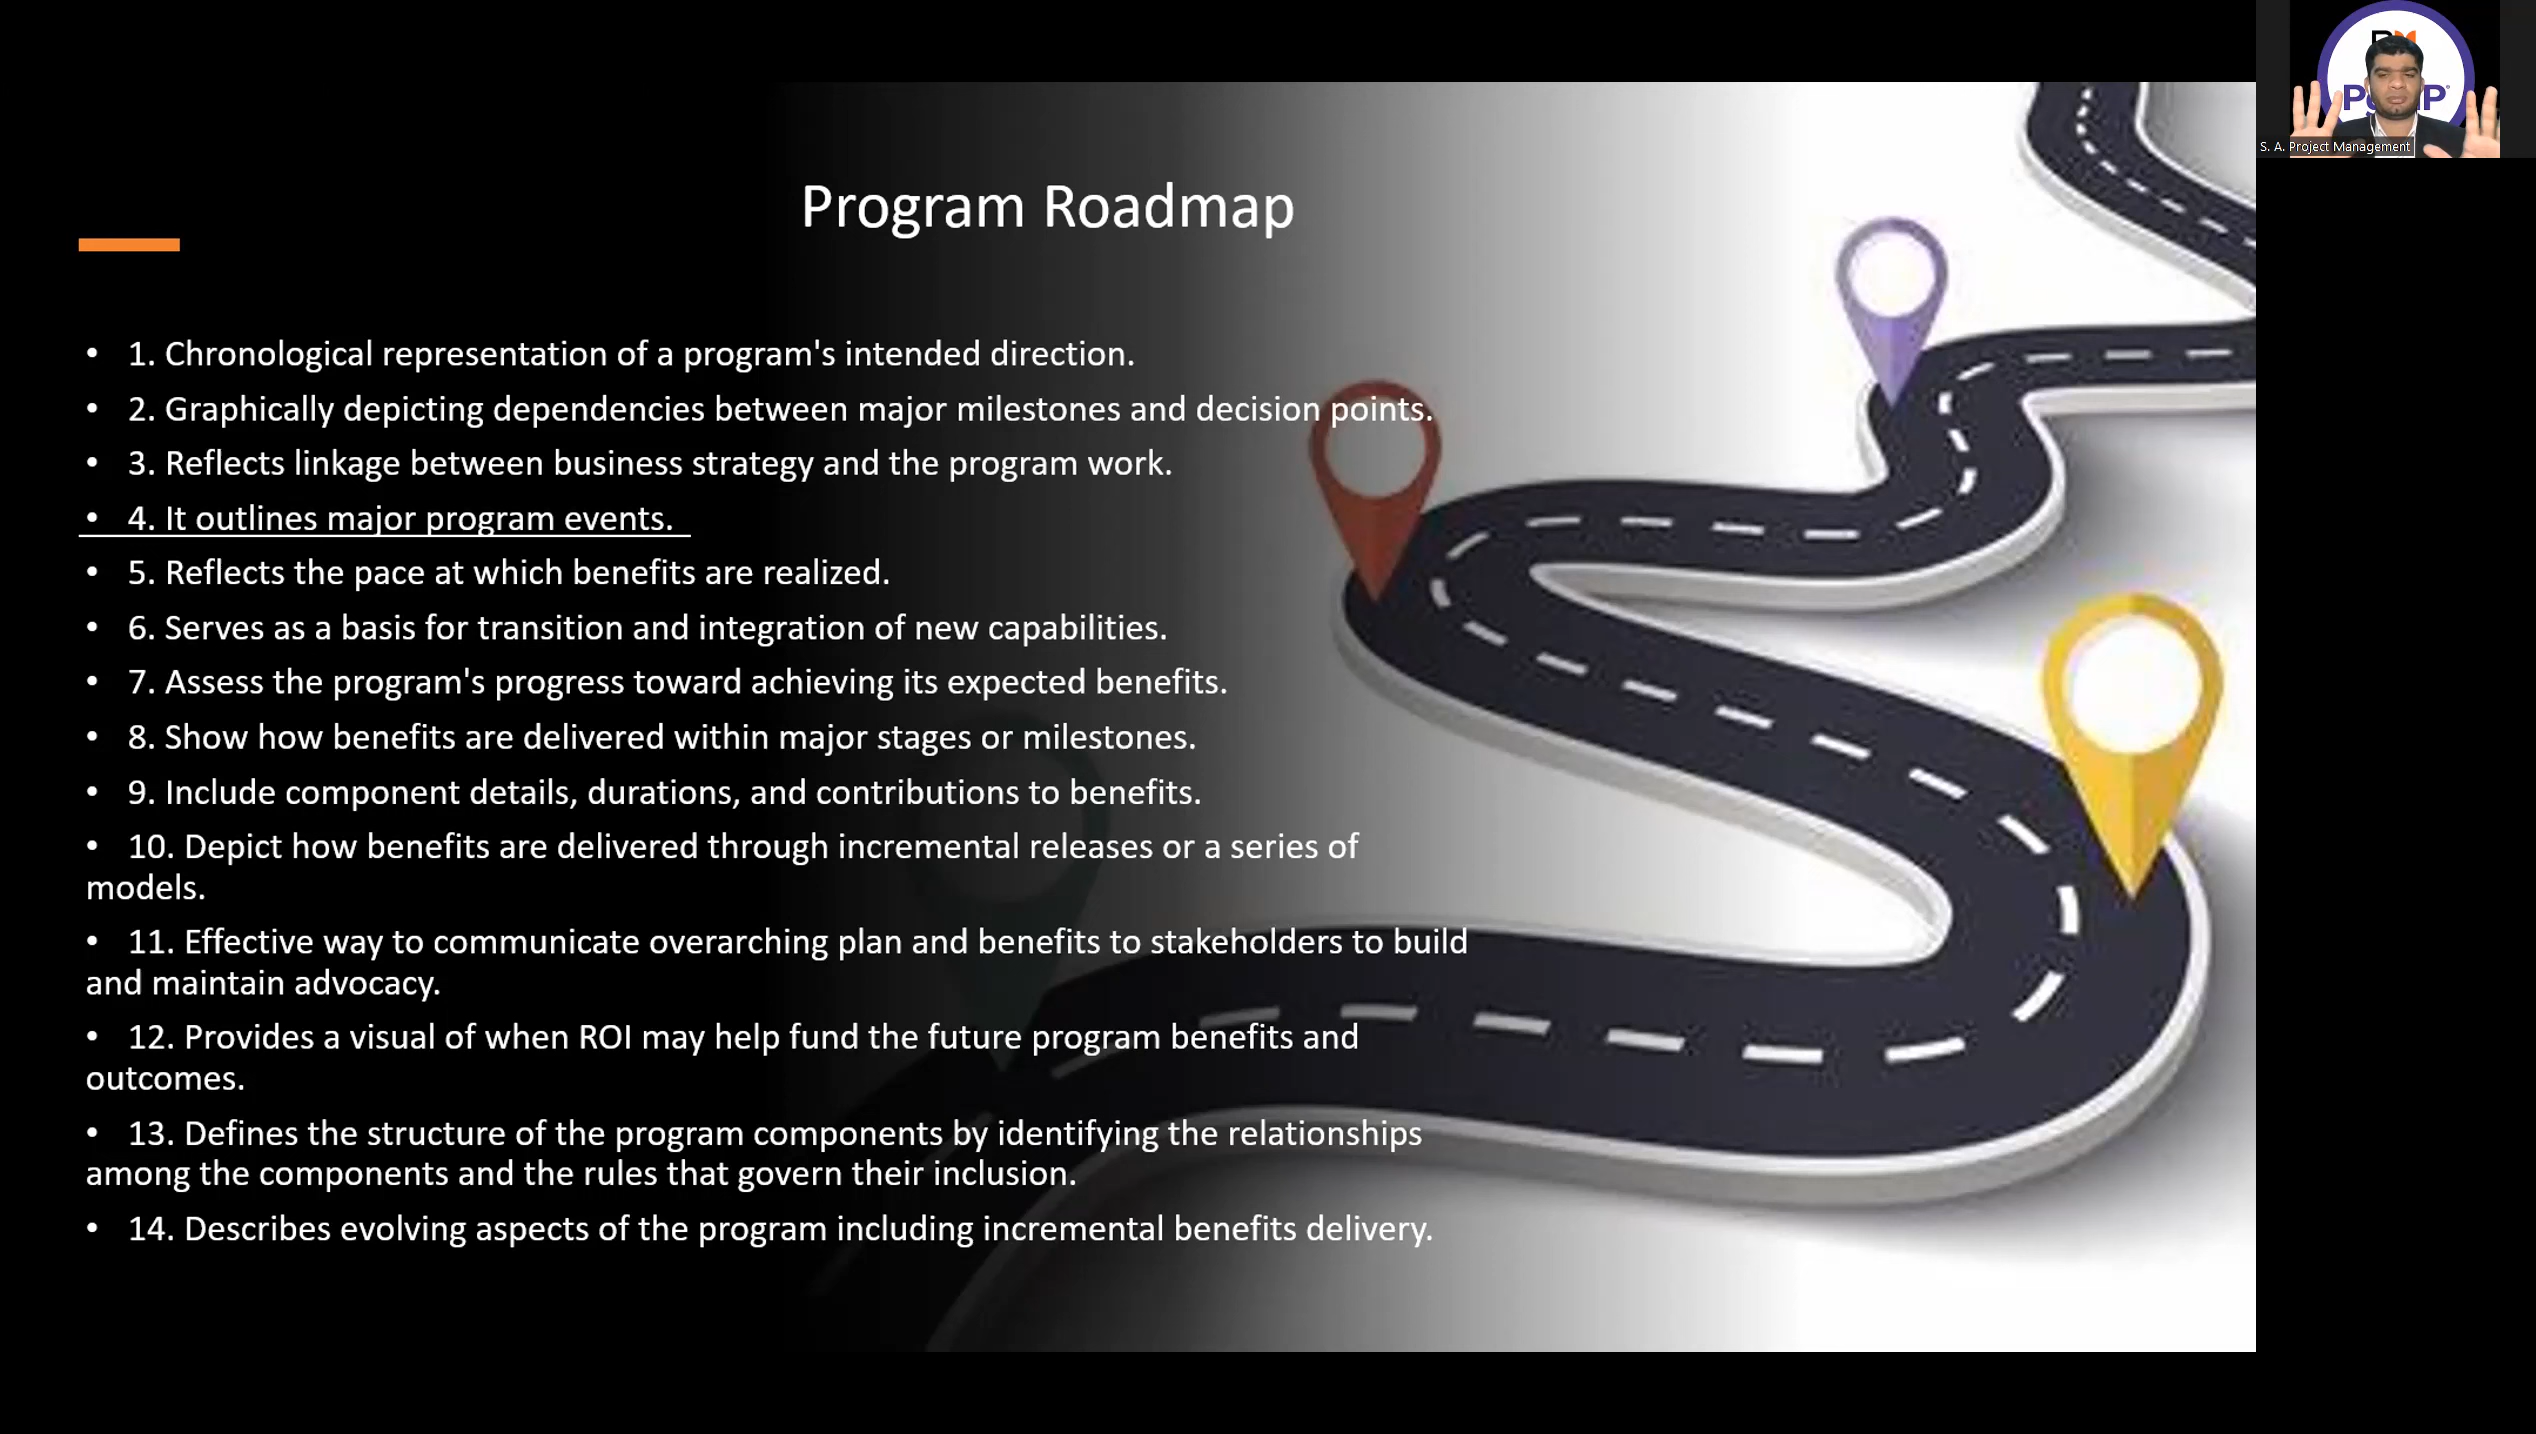 S. A. Project Management
Program Roadmap
• 1. Chronological representation of a program's intended direction.
• 2. Graphically depicting dependencies between major milestones and decision points.
• 3. Reflects linkage between business strategy and the program work.
• 4. It outlines major program events.
• 5. Reflects the pace at which benefits are realized.
• 6. Serves as a basis for transition and integration of new capabilities.
• 7. Assess the program's progress toward achieving its expected benefits.
• 8. Show how benefits are delivered within major stages or milestones.
• 9. Include component details, durations, and contributions to benefits.
• 10. Depict how benefits are delivered through incremental releases or a series of
models.
• 11. Effective way to communicate overarching plan and benefits to stakeholders to build
and maintain advocacy.
• 12. Provides a visual of when ROI may help fund the future program benefits and
outcomes.
• 13. Defines the structure of the program components by identifying the relationships
among the components and the rules that govern their inclusion.
• 14. Describes evolving aspects of the program including incremental benefits delivery.